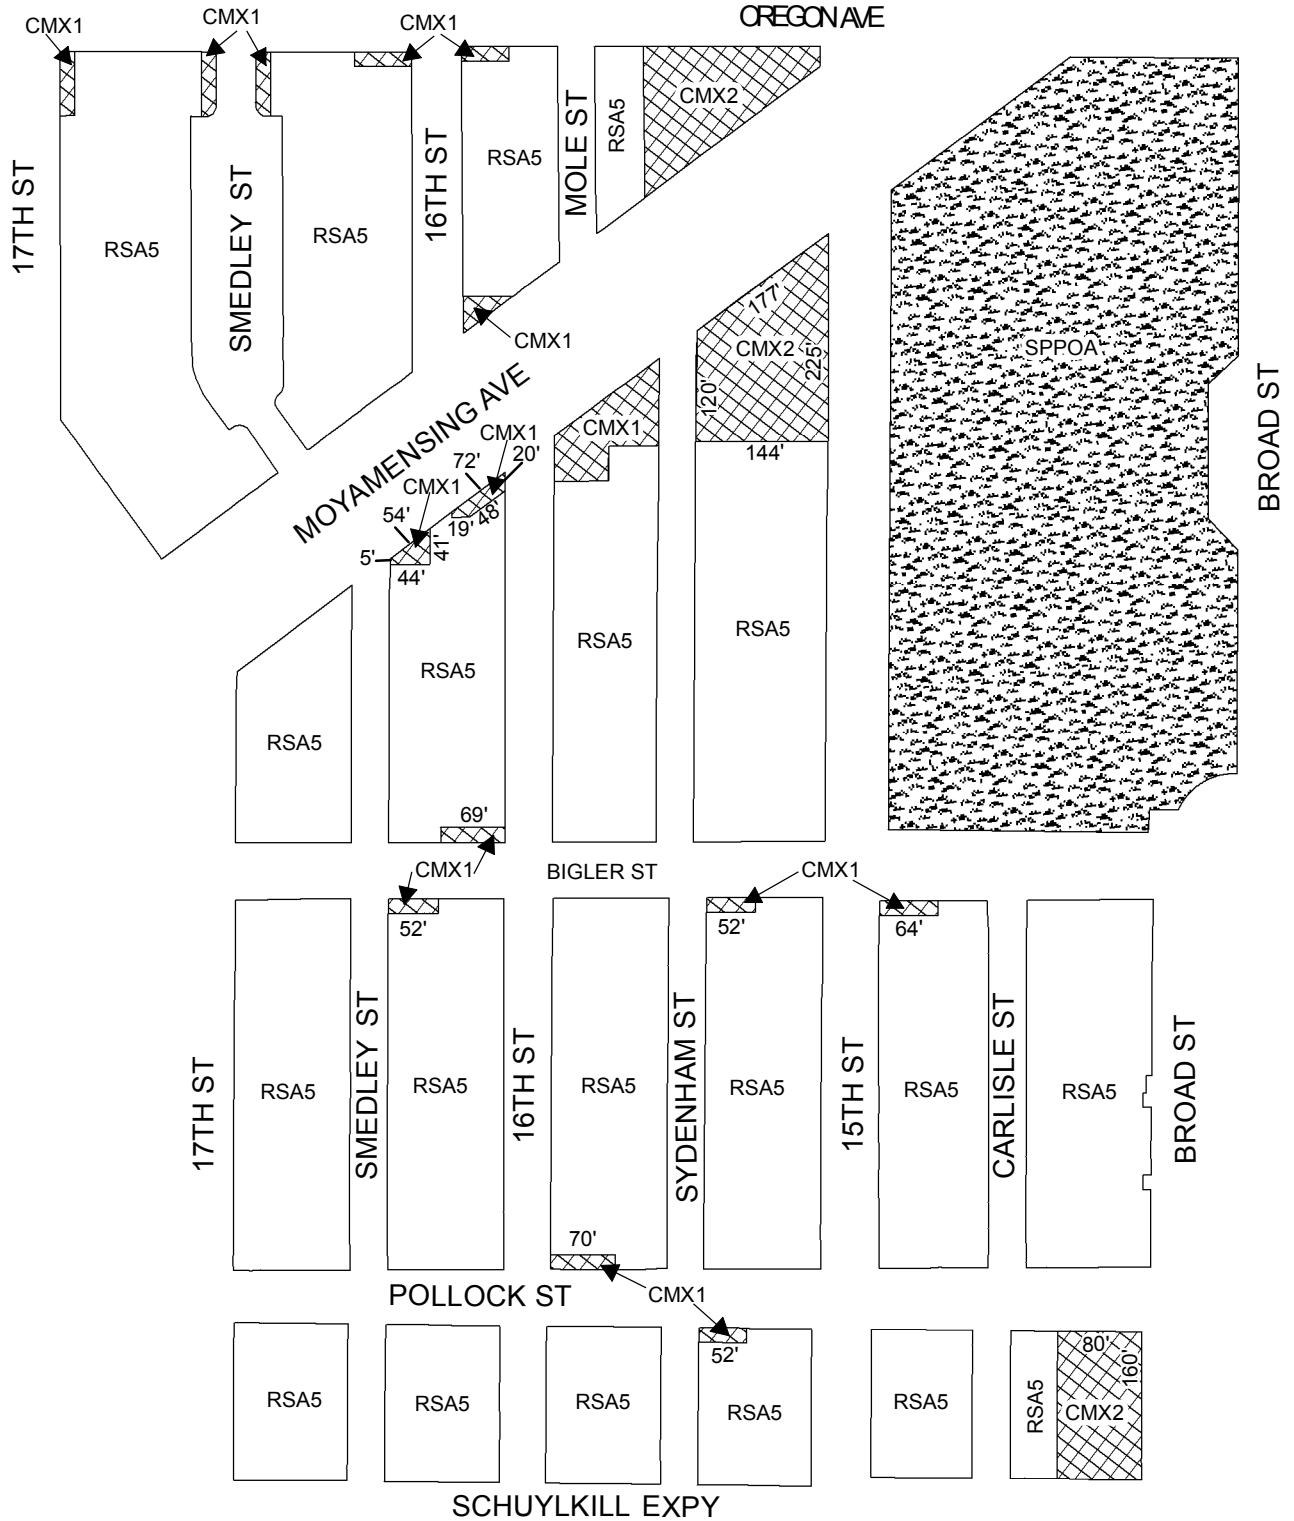 OREGON AVE
CMX1
CMX1
CMX1
CMX2
RSA5
RSA5
MOLE ST
16TH ST
17TH ST
SMEDLEY ST
RSA5
RSA5
CMX1
177'
CMX2
225'
120'
144'
SPPOA
BROAD ST
MOYAMENSING AVE
CMX1
CMX1
20'
72'
CMX1
54'
19'
48'
41'
5'
44'
RSA5
RSA5
RSA5
RSA5
69'
CMX1
BIGLER ST
CMX1
52'
52'
64'
17TH ST
SMEDLEY ST
16TH ST
SYDENHAM ST
15TH ST
CARLISLE ST
BROAD ST
RSA5
RSA5
RSA5
RSA5
RSA5
RSA5
70'
POLLOCK ST
CMX1
52'
80'
160'
RSA5
RSA5
RSA5
RSA5
RSA5
RSA5
CMX2
SCHUYLKILL EXPY